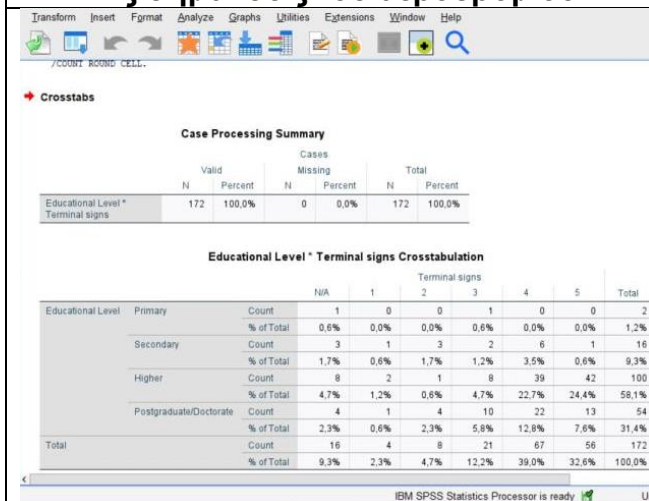 Transform Insert Format Analyze Graphs Utilities Extensions Window Help
/COUNT ROUND CELL.
Crosstabs
Case Processing Summary
Cases
Valid Missing Total
N Percent N Percent N Percent
Educational Level * Terminal signs 172 100,0% 0 0,0% 172 100,0%
Educational Level * Terminal signs Crosstabulation
Terminal signs
N/A 1 2 3 4 5 Total
Educational Level Primary Count 1 0 0 1 0 0 2
% of Total 0,6% 0,0% 0,0% 0,6% 0,0% 0,0% 1,2%
Secondary Count 3 1 3 2 6 1 16
% of Total 1,7% 0,6% 1,7% 1,2% 3,5% 0,6% 9,3%
Higher Count 8 2 1 8 39 42 100
% of Total 4,7% 1,2% 0,6% 4,7% 22,7% 24,4% 58,1%
Postgraduate/Doctorate Count 4 1 4 10 22 13 54
% of Total 2,3% 0,6% 2,3% 5,8% 12,8% 7,6% 31,4%
Total Count 16 4 8 21 67 56 172
% of Total 9,3% 2,3% 4,7% 12,2% 39,0% 32,6% 100,0%
IBM SPSS Statistics Processor is ready U